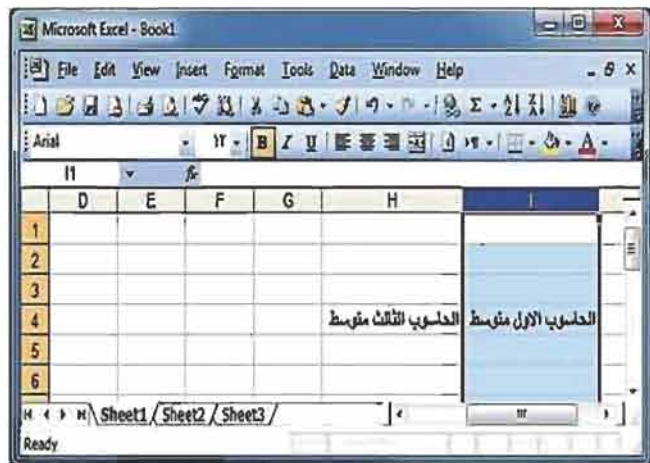 Microsoft Excel - Book1
File Edit View Insert Format Tools Data Window Help
Arial ١٢ B I U
I1 fx
D E F G H I
1
2
3
4 الحاسوب الثالث متوسط الحاسوب الاول متوسط
5
6
Sheet1 Sheet2 Sheet3
Ready